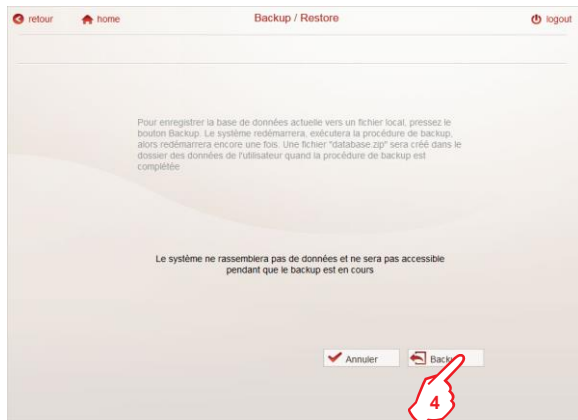 retour home Backup / Restore logout
Pour enregistrer la base de données actuelle vers un fichier local, pressez le
bouton Backup. Le système redémarrera, exécutera la procédure de backup,
alors redémarrera encore une fois. Une fichier "database.zip" sera créé dans le
dossier des données de l'utilisateur quand la procédure de backup est
complétée
Le système ne rassemblera pas de données et ne sera pas accessible
pendant que le backup est en cours
Annuler Backup
4